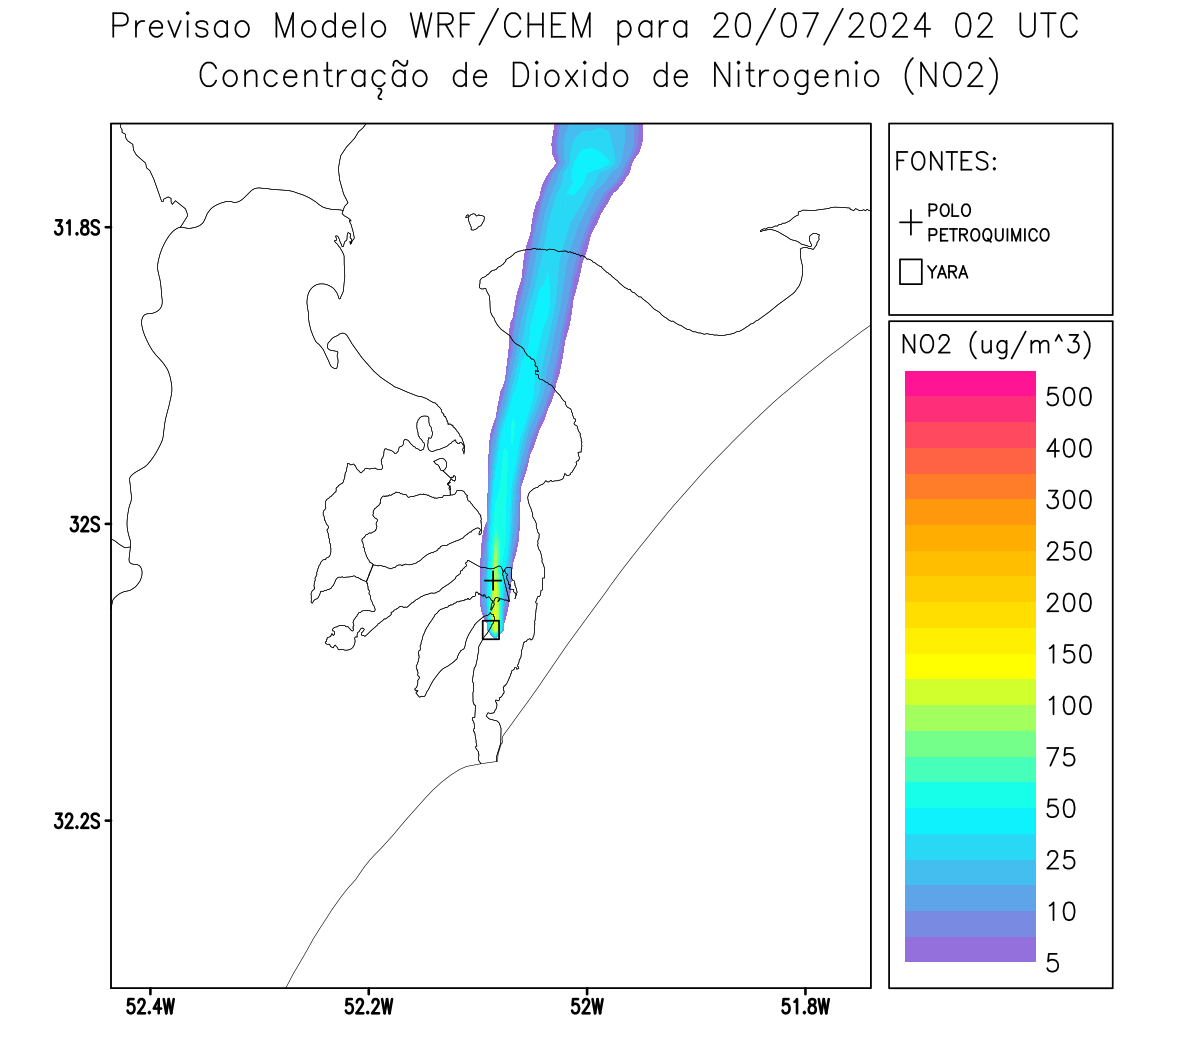 Previsao Modelo WRF/CHEM para 20/07/2024 02 UTC
Concentração de Dioxido de Nitrogenio (NO2)
FONTES:
POLO
PETROQUIMICO
YARA
NO2 (ug/m^3)
500
400
300
250
200
150
100
75
50
25
10
5
31.8S
32S
32.2S
52.4W 52.2W 52W 51.8W